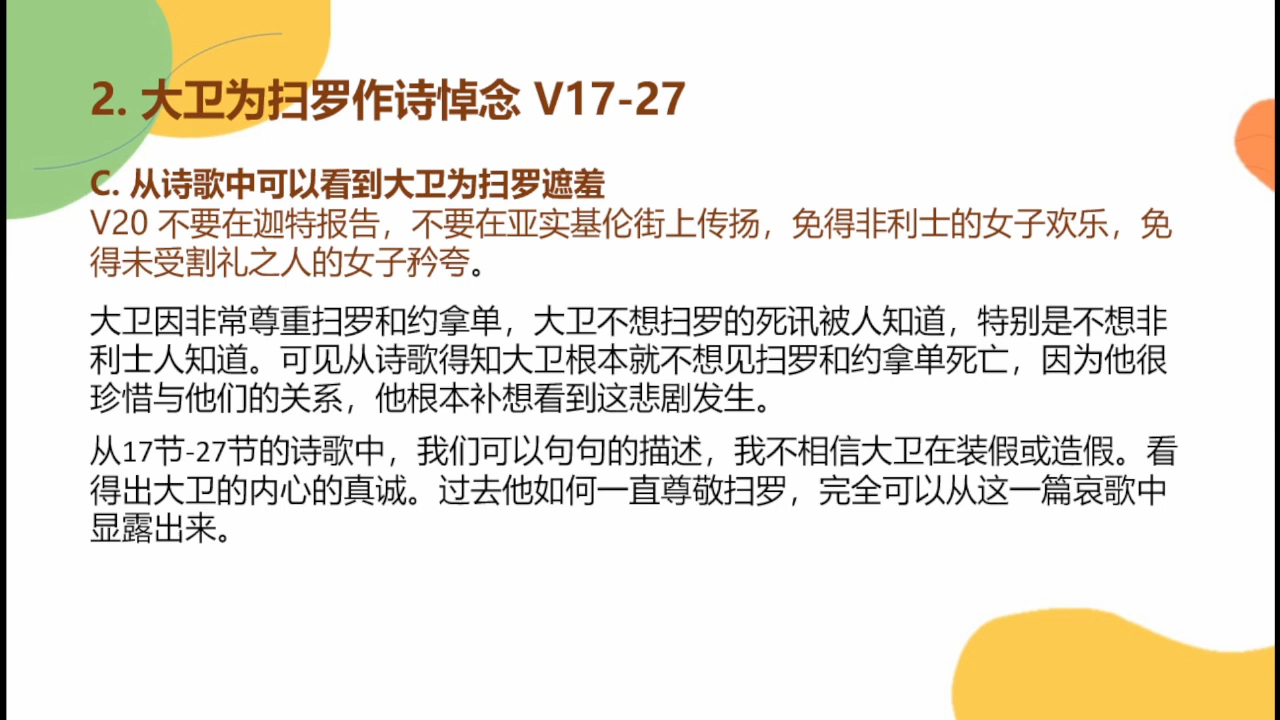 2. 大卫为扫罗作诗悼念 V17-27
C. 从诗歌中可以看到大卫为扫罗遮羞
V20 不要在迦特报告，不要在亚实基伦街上传扬，免得非利士的女子欢乐，免
得未受割礼之人的女子矜夸。
大卫因非常尊重扫罗和约拿单，大卫不想扫罗的死讯被人知道，特别是不想非
利士人知道。可见从诗歌得知大卫根本就不想见扫罗和约拿单死亡，因为他很
珍惜与他们的关系，他根本补想看到这悲剧发生。
从17节-27节的诗歌中，我们可以句句的描述，我不相信大卫在装假或造假。看
得出大卫的内心的真诚。过去他如何一直尊敬扫罗，完全可以从这一篇哀歌中
显露出来。